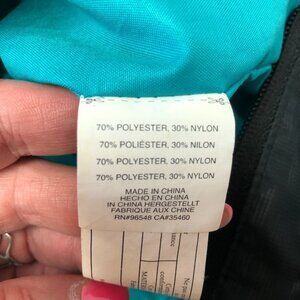 70% POLYESTER, 30% NYLON
70% POLIÉSTER, 30% NILON
70% POLYESTER, 30% NYLON
70% POLYESTER, 30% NYLON
MADE IN CHINA
HECHO EN CHINA
IN CHINA HERGESTELLT
FABRIQUE AUX CHINE
RN#96548 CA#35460